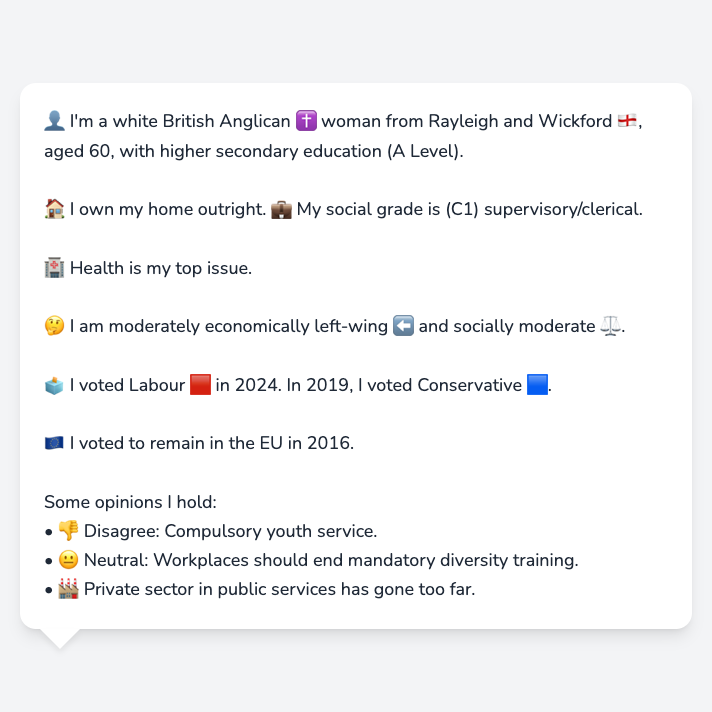 👤 I'm a white British Anglican ✝️ woman from Rayleigh and Wickford 🏴󠁧󠁢󠁥󠁮󠁧󠁿,
aged 60, with higher secondary education (A Level).
🏠 I own my home outright. 💼 My social grade is (C1) supervisory/clerical.
🏥 Health is my top issue.
🤔 I am moderately economically left-wing ⬅️ and socially moderate ⚖️.
🗳️ I voted Labour 🟥 in 2024. In 2019, I voted Conservative 🟦.
🇪🇺 I voted to remain in the EU in 2016.
Some opinions I hold:
• 👎 Disagree: Compulsory youth service.
• 😐 Neutral: Workplaces should end mandatory diversity training.
• 🏭 Private sector in public services has gone too far.